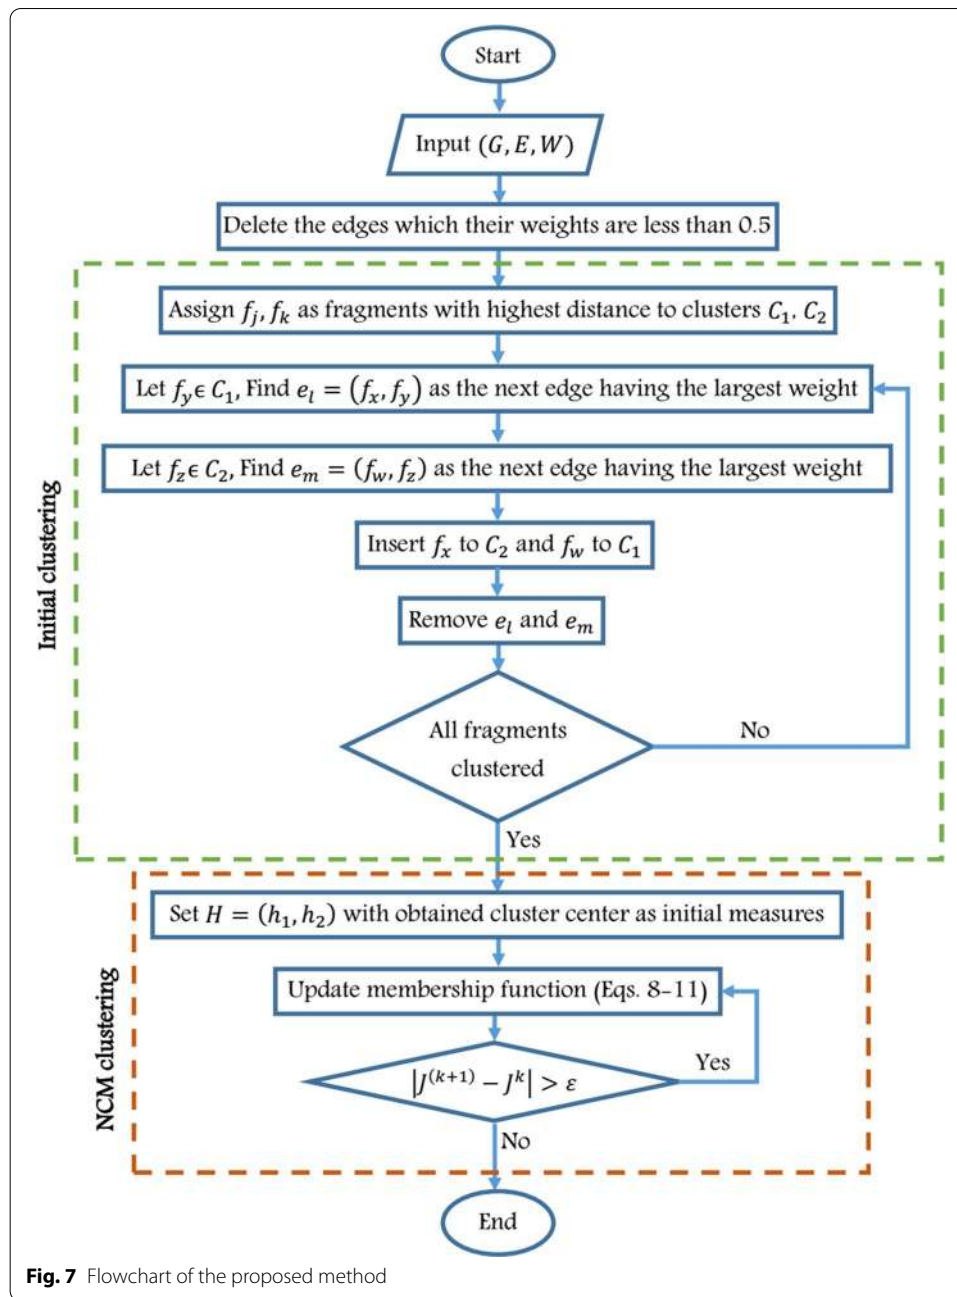 Start
Input (G, E, W)
Delete the edges which their weights are less than 0.5
Assign f_j, f_k as fragments with highest distance to clusters C_1, C_2
Let f_y ϵ C_1, Find e_l = (f_x, f_y) as the next edge having the largest weight
Let f_z ϵ C_2, Find e_m = (f_w, f_z) as the next edge having the largest weight
Insert f_x to C_2 and f_w to C_1
Remove e_l and e_m
All fragments
clustered
No
Yes
Initial clustering
Set H = (h_1, h_2) with obtained cluster center as initial measures
Update membership function (Eqs. 8-11)
|J^(k+1) − J^k| > ε
Yes
No
NCM clustering
End
Fig. 7 Flowchart of the proposed method